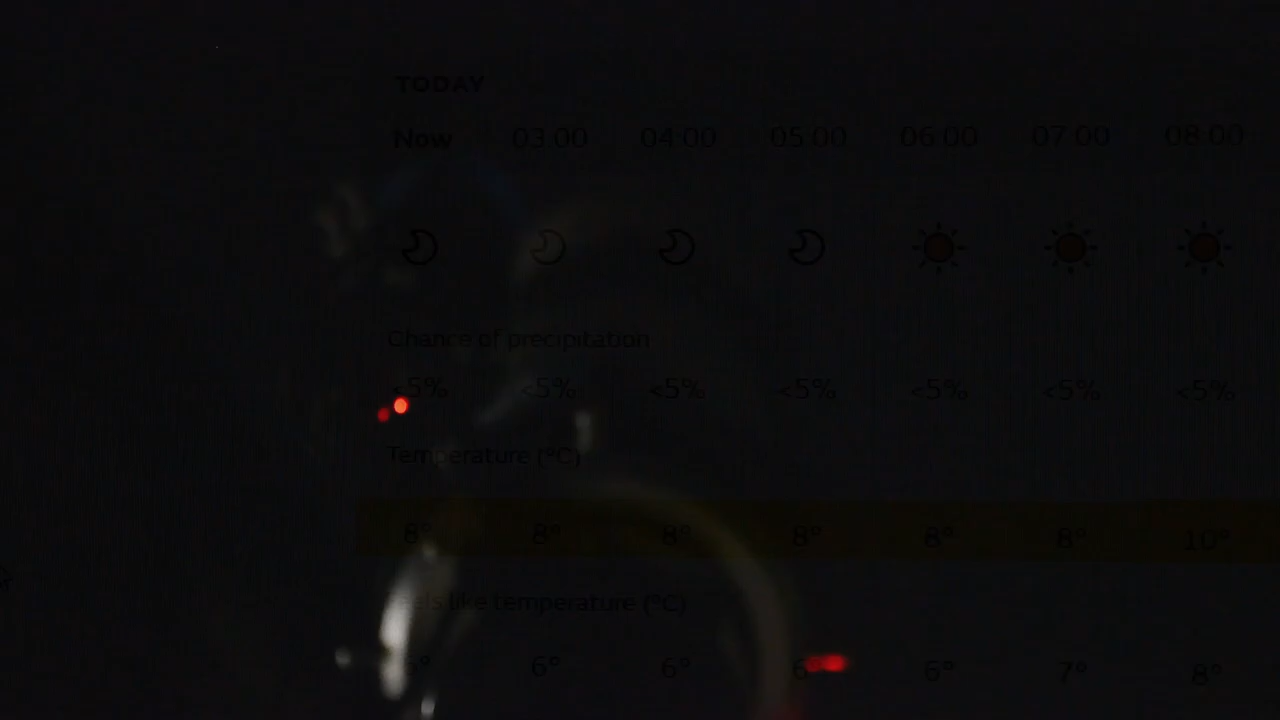 TODAY
Now 03:00 04:00 05:00 06:00 07:00 08:00
Chance of precipitation
<5% <5% <5% <5% <5% <5% <5%
Temperature (°C)
8° 8° 8° 8° 8° 8° 10°
like temperature (°C)
6° 6° 6° 6° 7° 8°